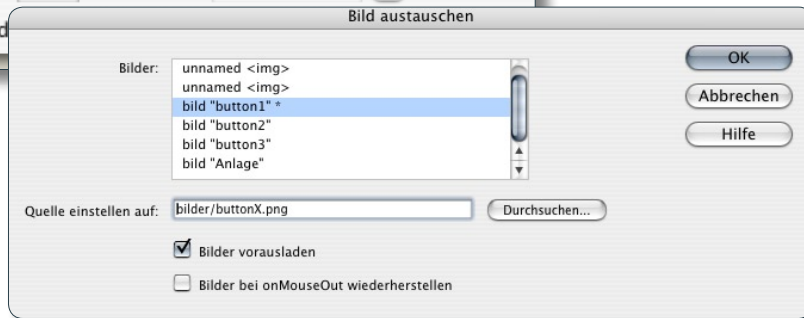 Bild austauschen
Bilder:
unnamed <img>
unnamed <img>
bild "button1" *
bild "button2"
bild "button3"
bild "Anlage"
OK
Abbrechen
Hilfe
Quelle einstellen auf: bilder/buttonX.png Durchsuchen...
Bilder vorausladen
Bilder bei onMouseOut wiederherstellen